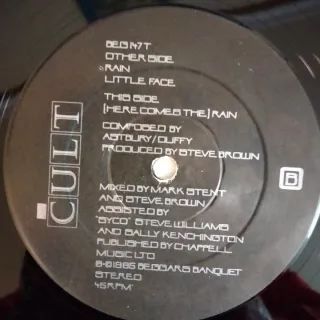 BEG 147T
OTHER SIDE
RAIN
LITTLE FACE
THIS SIDE
(HERE COMES THE) RAIN
COMPOSED BY
ASTBURY/DUFFY
PRODUCED BY STEVE BROWN
CULT
MIXED BY MARK STENT
AND STEVE BROWN
ASSISTED BY
"SYCO" STEVE WILLIAMS
AND SALLY KENCHINGTON
PUBLISHED BY CHAPPELL
MUSIC LTD
℗©1985 BEGGARS BANQUET
STEREO
45 RPM